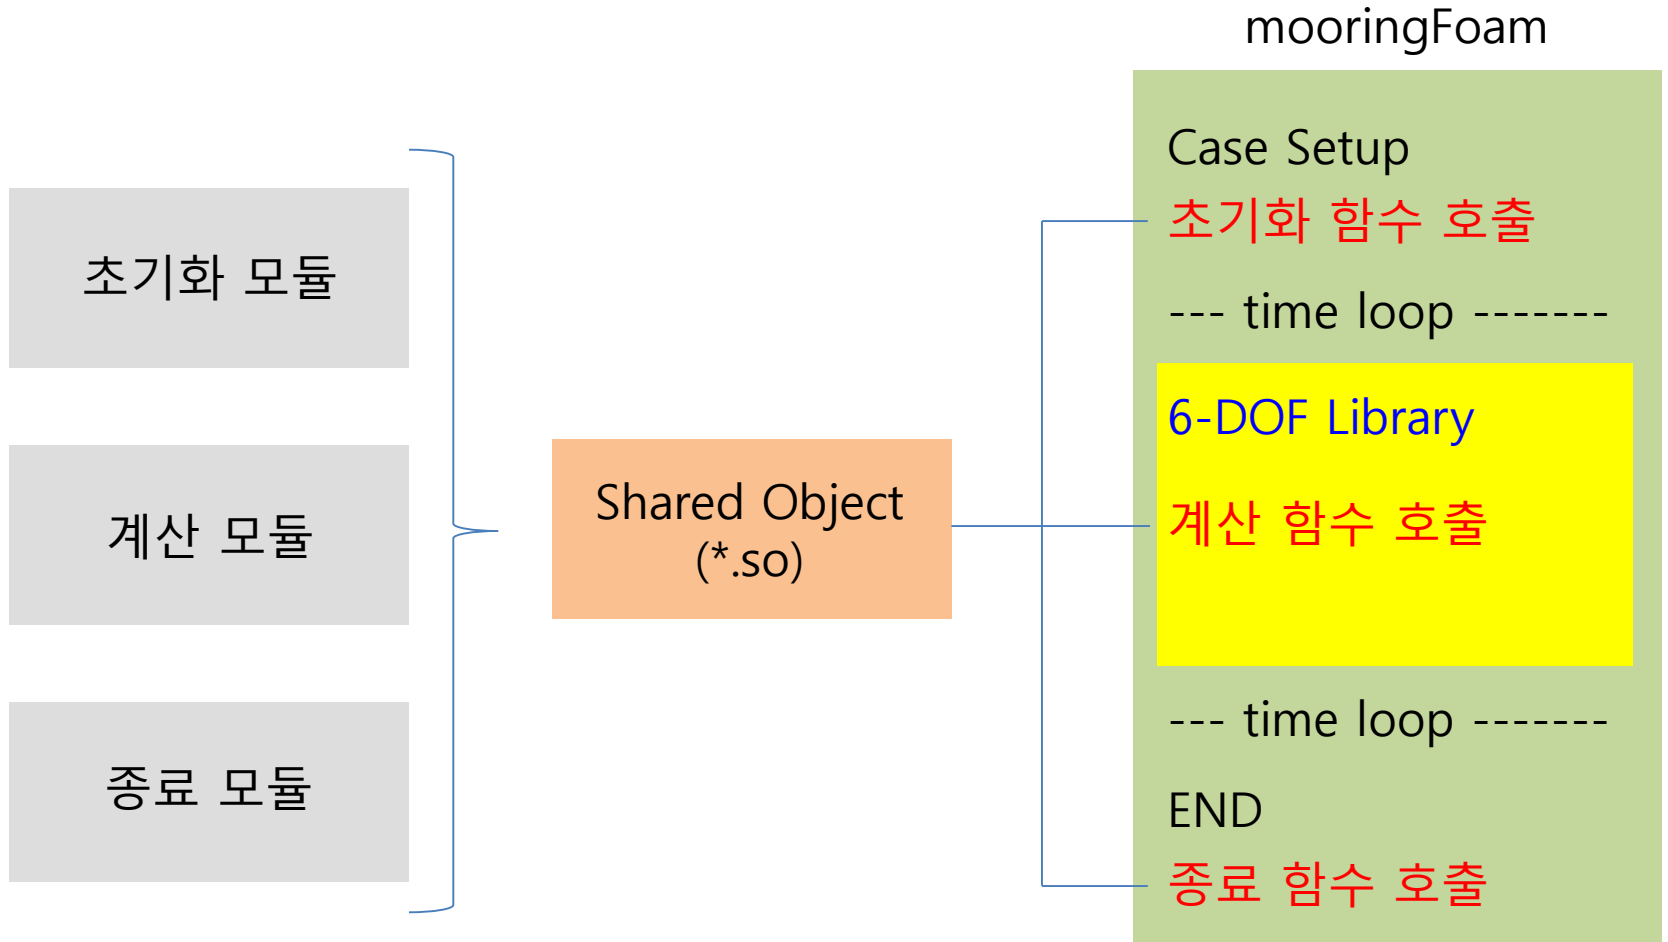 mooringFoam
초기화 모듈
계산 모듈
종료 모듈
Shared Object
(*.so)
Case Setup
초기화 함수 호출
--- time loop -------
6-DOF Library
계산 함수 호출
--- time loop -------
END
종료 함수 호출